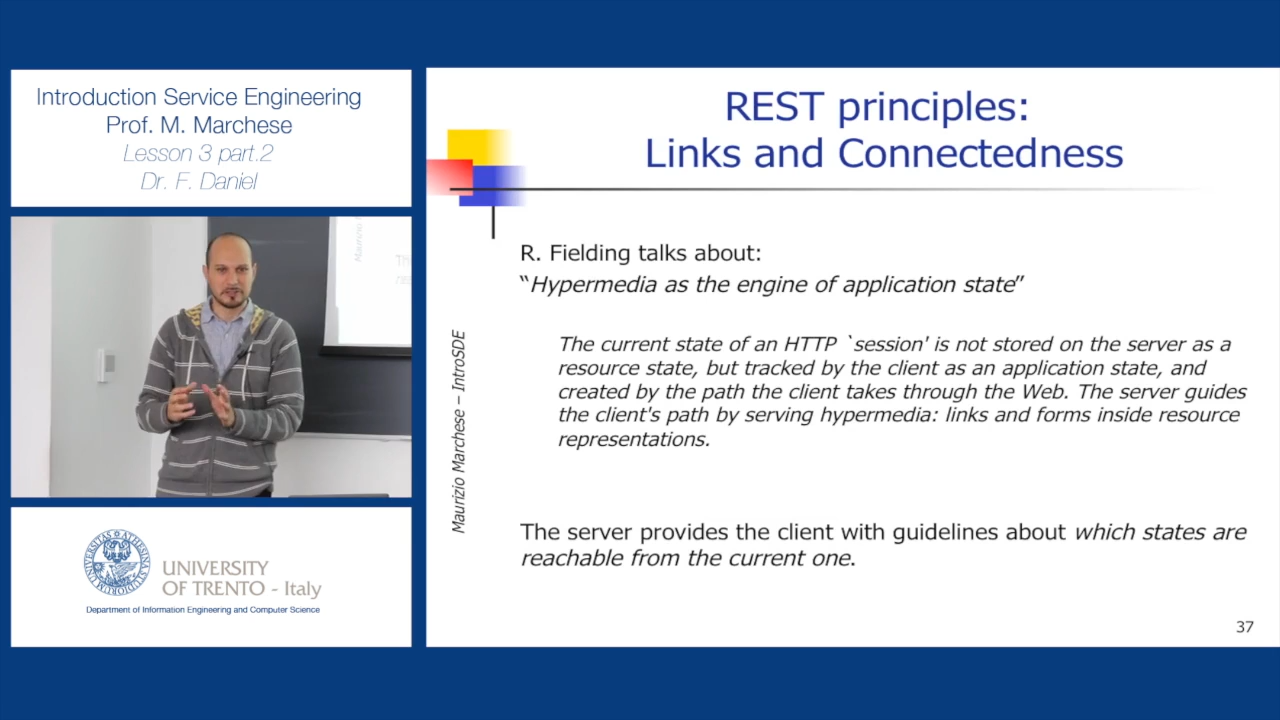 Introduction Service Engineering
Prof. M. Marchese
Lesson 3 part.2
Dr. F. Daniel
UNIVERSITY
OF TRENTO - Italy
Department of Information Engineering and Computer Science
REST principles:
Links and Connectedness
R. Fielding talks about:
“Hypermedia as the engine of application state”
The current state of an HTTP `session' is not stored on the server as a
resource state, but tracked by the client as an application state, and
created by the path the client takes through the Web. The server guides
the client's path by serving hypermedia: links and forms inside resource
representations.
The server provides the client with guidelines about which states are
reachable from the current one.
Maurizio Marchese – IntroSDE
37